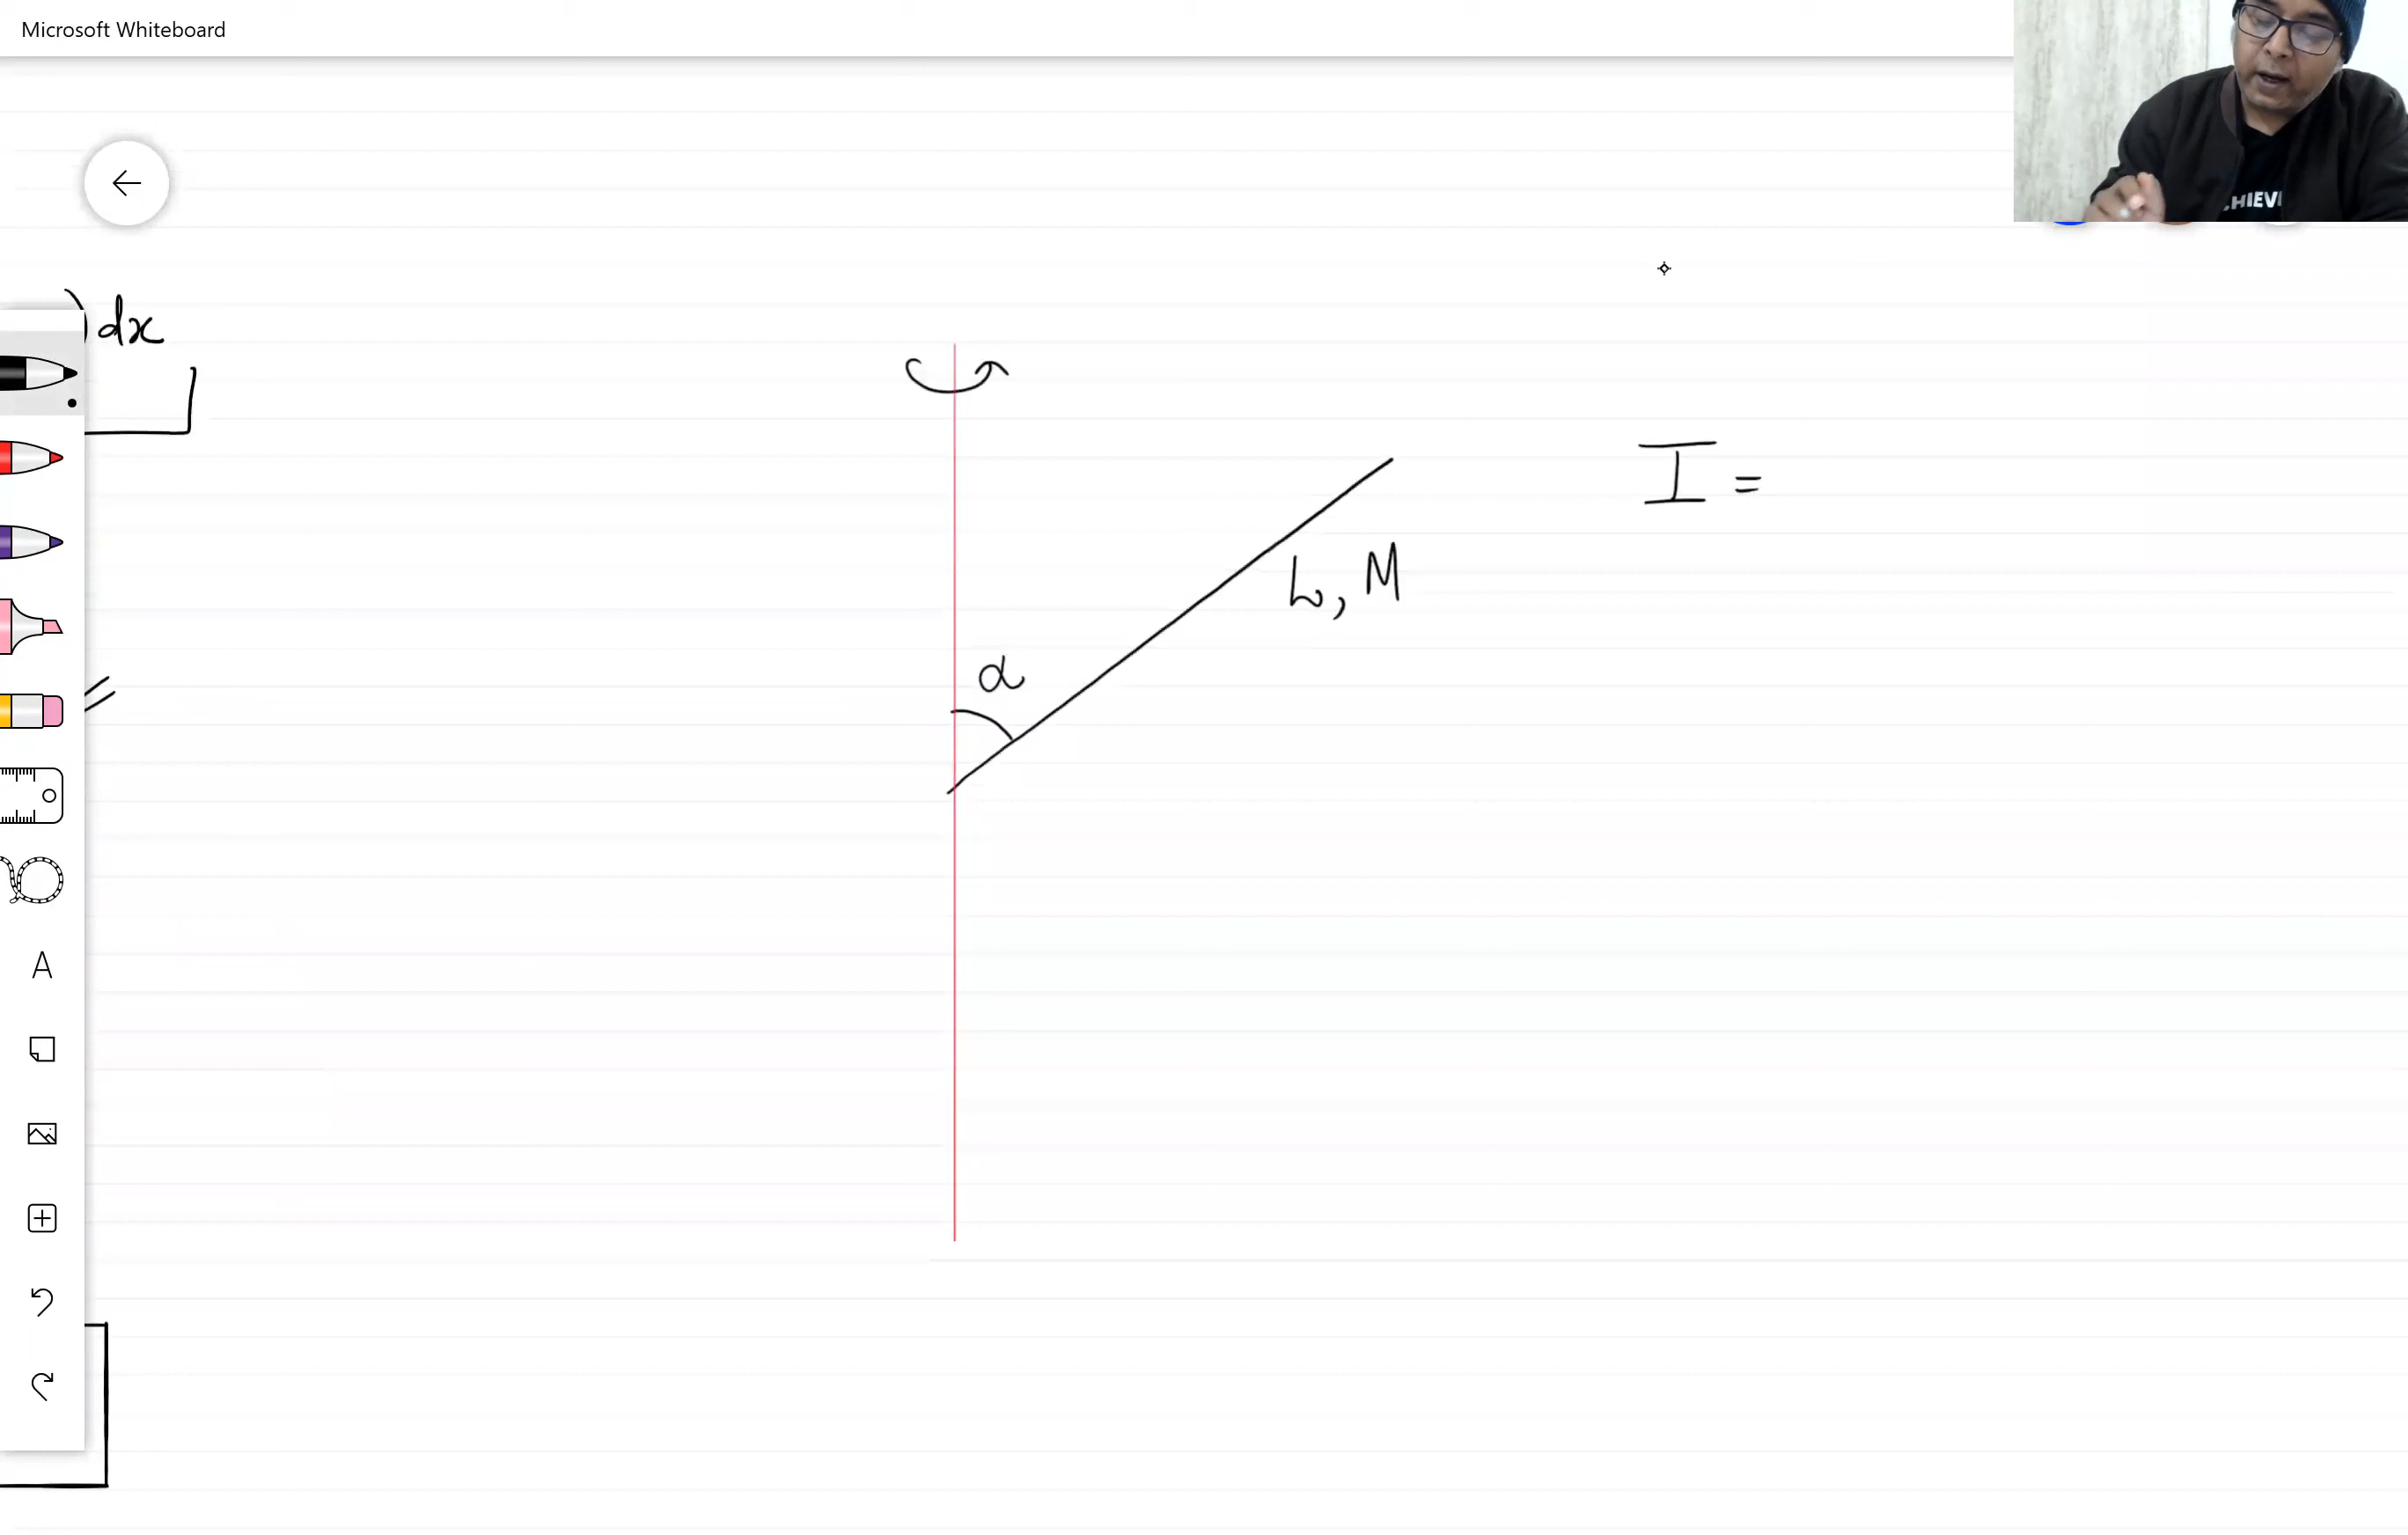 Microsoft Whiteboard
HIEV
) dx
I =
L, M
α
A